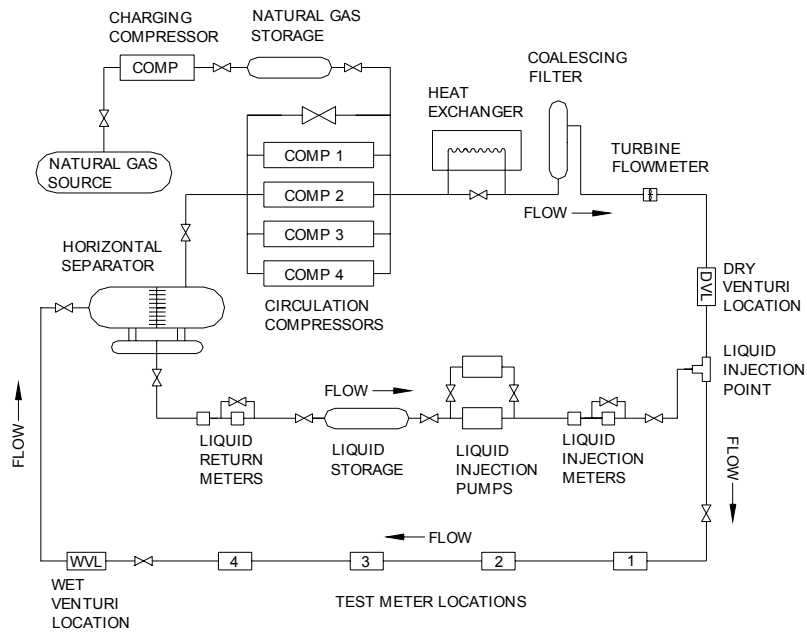 CHARGING
COMPRESSOR
NATURAL GAS
STORAGE
COALESCING
FILTER
COMP
HEAT
EXCHANGER
NATURAL GAS
SOURCE
COMP 1
COMP 2
COMP 3
COMP 4
CIRCULATION
COMPRESSORS
TURBINE
FLOWMETER
FLOW
HORIZONTAL
SEPARATOR
DVL
DRY
VENTURI
LOCATION
LIQUID
INJECTION
POINT
FLOW
FLOW
LIQUID
RETURN
METERS
LIQUID
STORAGE
LIQUID
INJECTION
PUMPS
LIQUID
INJECTION
METERS
FLOW
FLOW
WVL
4
3
2
1
WET
VENTURI
LOCATION
TEST METER LOCATIONS